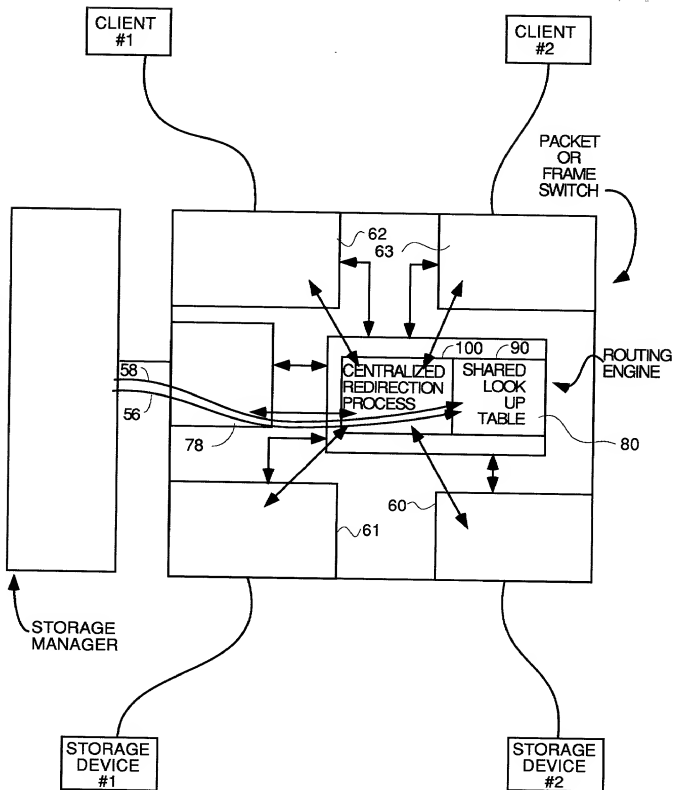 CLIENT
#1
CLIENT
#2
PACKET
OR
FRAME
SWITCH
62
63
100
90
CENTRALIZED
REDIRECTION
PROCESS
SHARED
LOOK
UP
TABLE
ROUTING
ENGINE
58
56
78
80
60
61
STORAGE
MANAGER
STORAGE
DEVICE
#1
STORAGE
DEVICE
#2